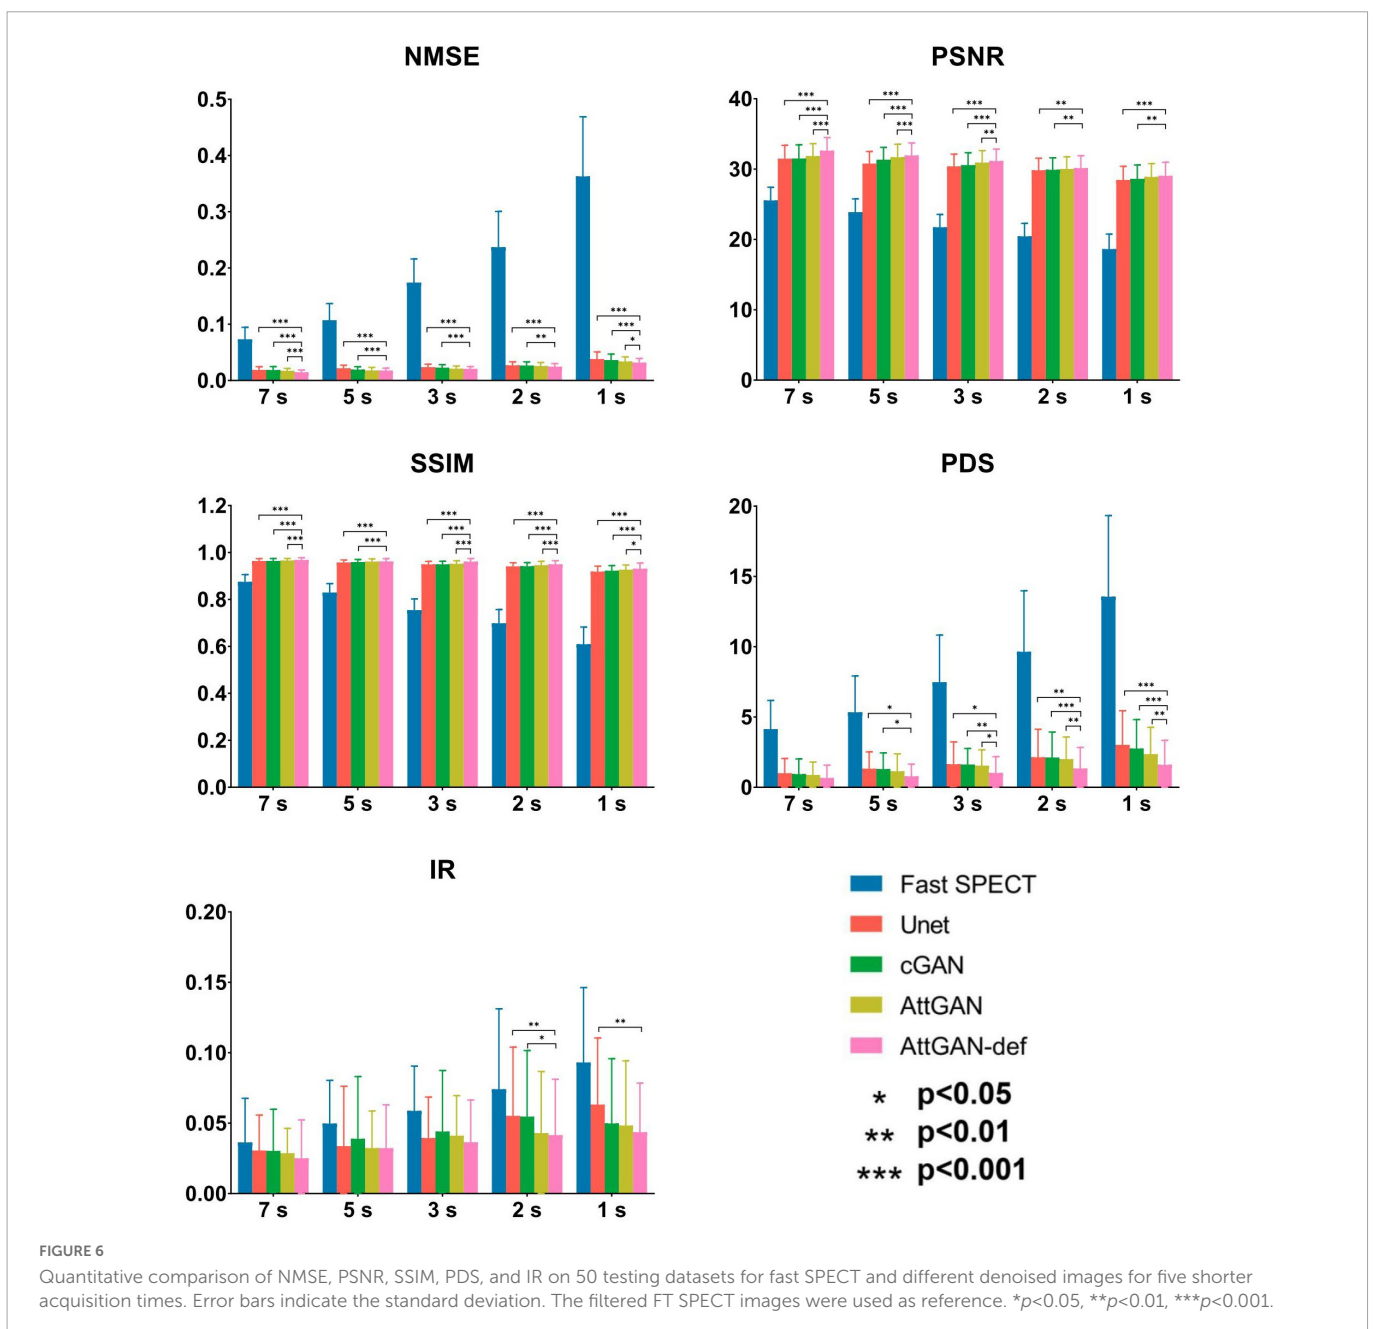 NMSE
0.5
0.4
0.3
0.2
0.1
0.0
*** *** ***
*** ***
*** ***
*** **
*** *** *
7 s 5 s 3 s 2 s 1 s
PSNR
40
30
20
10
0
*** *** ***
*** *** ***
*** *** **
** **
*** **
7 s 5 s 3 s 2 s 1 s
SSIM
1.2
1.0
0.8
0.6
0.4
0.2
0.0
*** *** ***
*** ***
*** *** ***
*** *** ***
*** *** *
7 s 5 s 3 s 2 s 1 s
PDS
20
15
10
5
0
* *
* ** *
** *** **
*** *** **
7 s 5 s 3 s 2 s 1 s
IR
0.20
0.15
0.10
0.05
0.00
** *
**
7 s 5 s 3 s 2 s 1 s
Fast SPECT
Unet
cGAN
AttGAN
AttGAN-def
* p<0.05
** p<0.01
*** p<0.001
FIGURE 6
Quantitative comparison of NMSE, PSNR, SSIM, PDS, and IR on 50 testing datasets for fast SPECT and different denoised images for five shorter
acquisition times. Error bars indicate the standard deviation. The filtered FT SPECT images were used as reference. *p<0.05, **p<0.01, ***p<0.001.